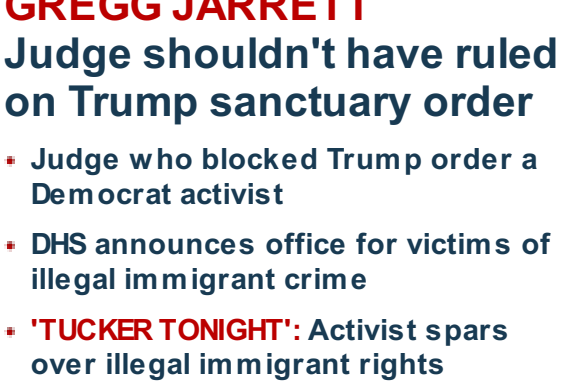 GREGG JARRETT
Judge shouldn't have ruled
on Trump sanctuary order
Judge who blocked Trump order a
Democrat activist
DHS announces office for victims of
illegal immigrant crime
'TUCKER TONIGHT': Activist spars
over illegal immigrant rights